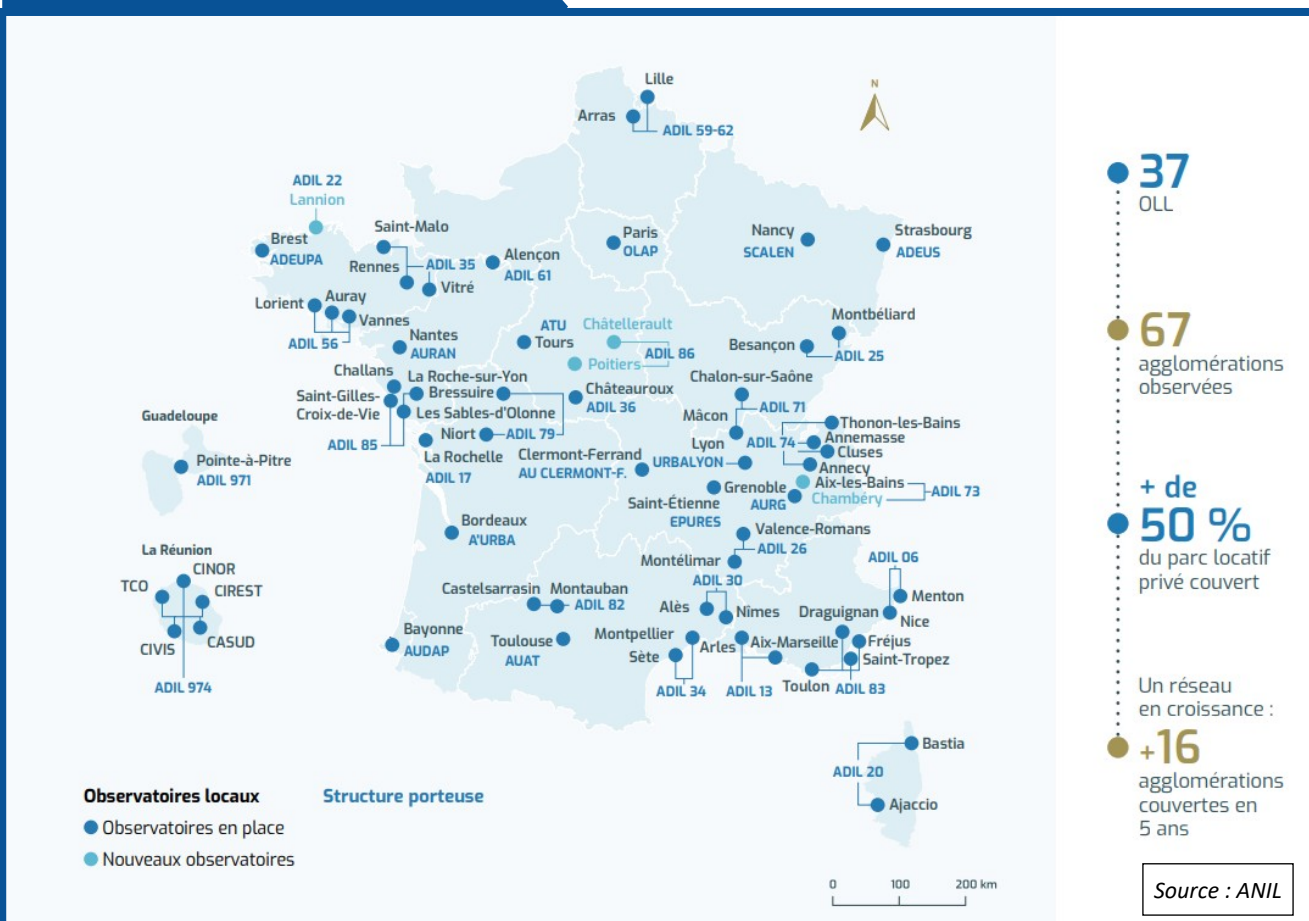 N
Lille
Arras
ADIL 59-62
ADIL 22
Lannion
Saint-Malo
Brest
ADEUPA
Rennes
ADIL 35
Vitré
Alençon
ADIL 61
Paris
OLAP
Nancy
SCALEN
Strasbourg
ADEUS
Lorient
Auray
Vannes
ADIL 56
Nantes
AURAN
ATU
Tours
Châtellerault
ADIL 86
Poitiers
Montbéliard
Besançon
ADIL 25
Challans
La Roche-sur-Yon
Saint-Gilles-
Croix-de-Vie
Bressuire
Les Sables-d'Olonne
Châteauroux
ADIL 36
Chalon-sur-Saône
ADIL 71
Mâcon
ADIL 85
Niort
ADIL 79
La Rochelle
ADIL 17
Clermont-Ferrand
AU CLERMONT-F.
Lyon
URBALYON
ADIL 74
Thonon-les-Bains
Annemasse
Cluses
Annecy
Aix-les-Bains
Chambéry
ADIL 73
Grenoble
AURG
Saint-Étienne
EPURES
Guadeloupe
Pointe-à-Pitre
ADIL 971
Bordeaux
A'URBA
Valence-Romans
ADIL 26
Montélimar
ADIL 30
ADIL 06
La Réunion
CINOR
TCO
CIREST
CIVIS
CASUD
ADIL 974
Castelsarrasin
Montauban
ADIL 82
Alès
Nîmes
Draguignan
Menton
Nice
Bayonne
AUDAP
Toulouse
AUAT
Montpellier
Sète
ADIL 34
Arles
Aix-Marseille
ADIL 13
Fréjus
Saint-Tropez
Toulon
ADIL 83
Bastia
ADIL 20
Ajaccio
Observatoires locaux
Structure porteuse
Observatoires en place
Nouveaux observatoires
0 100 200 km
37
OLL
67
agglomérations
observées
+ de
50 %
du parc locatif
privé couvert
Un réseau
en croissance :
+16
agglomérations
couvertes en
5 ans
Source : ANIL